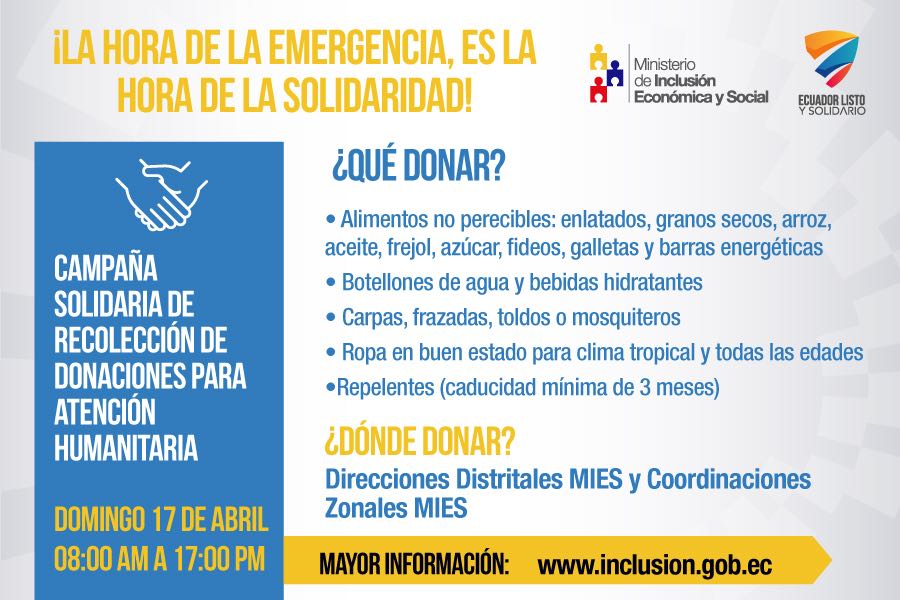 ¡LA HORA DE LA EMERGENCIA, ES LA
HORA DE LA SOLIDARIDAD!
Ministerio
de Inclusión
Económica y Social
ECUADOR LISTO
Y SOLIDARIO
CAMPAÑA
SOLIDARIA DE
RECOLECCIÓN DE
DONACIONES PARA
ATENCIÓN
HUMANITARIA
DOMINGO 17 DE ABRIL
08:00 AM A 17:00 PM
¿QUÉ DONAR?
• Alimentos no perecibles: enlatados, granos secos, arroz,
aceite, frejol, azúcar, fideos, galletas y barras energéticas
• Botellones de agua y bebidas hidratantes
• Carpas, frazadas, toldos o mosquiteros
• Ropa en buen estado para clima tropical y todas las edades
•Repelentes (caducidad mínima de 3 meses)
¿DÓNDE DONAR?
Direcciones Distritales MIES y Coordinaciones
Zonales MIES
MAYOR INFORMACIÓN: www.inclusion.gob.ec